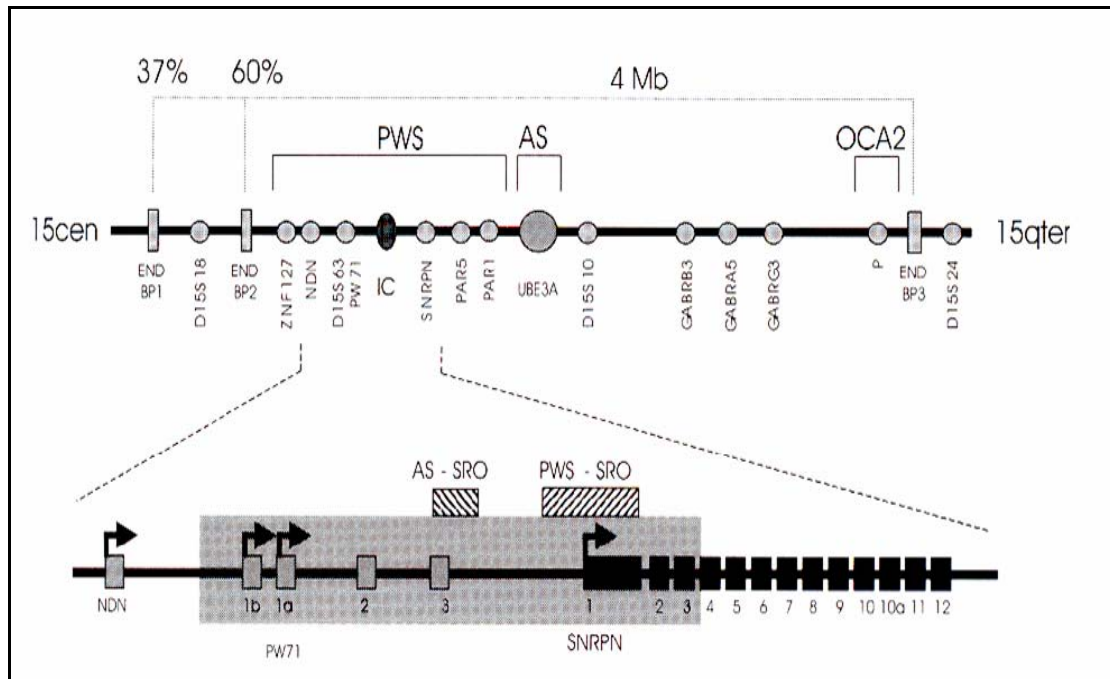 37% 60% 4 Mb
PWS AS OCA2
15cen 15qter
END BP1
D15S 18
END BP2
ZNF127
NDN
D15S 63
PW 71
IC
SNRPN
PAR5
PAR1
UBE3A
D15S 10
GABRB3
GABRA5
GABRG3
P
END BP3
D15S 24
AS - SRO PWS - SRO
NDN 1b 1a 2 3 1 2 3 4 5 6 7 8 9 10 10a 11 12
PW71 SNRPN